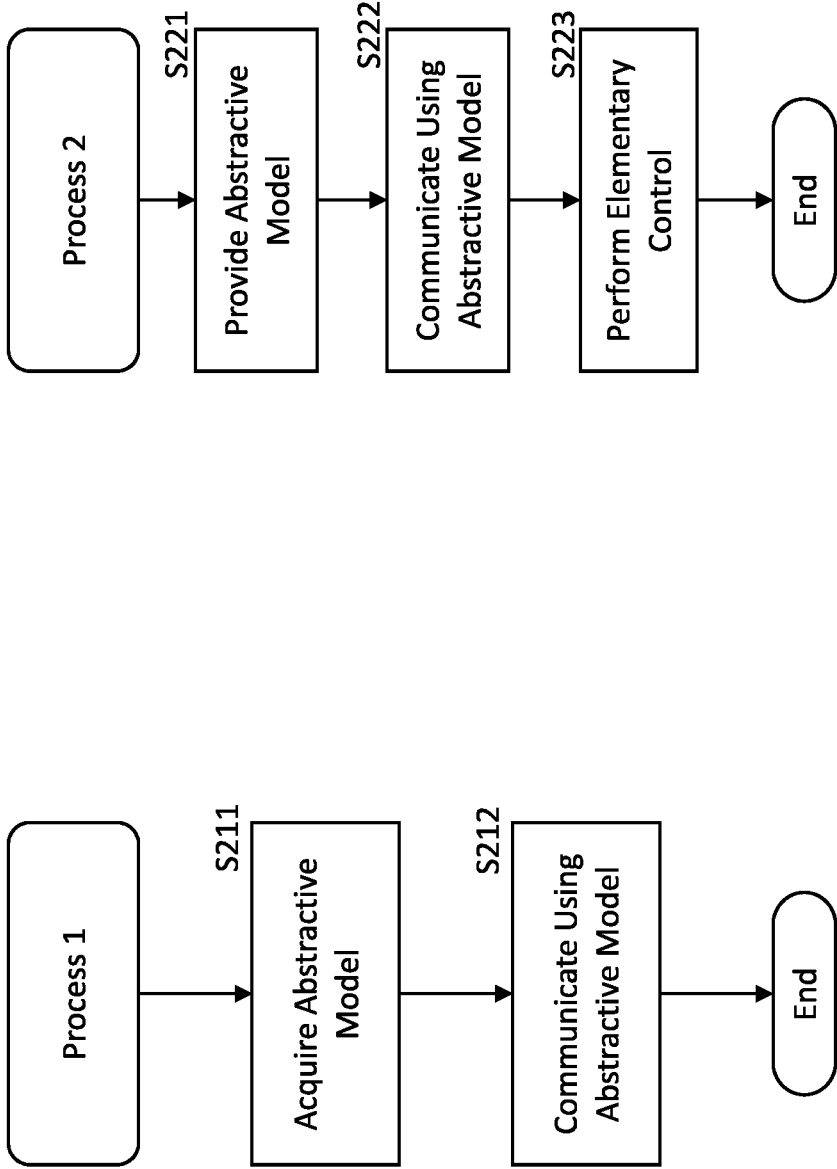 Process 1
S211
Acquire Abstractive
Model
S212
Communicate Using
Abstractive Model
End
Process 2
S221
Provide Abstractive
Model
S222
Communicate Using
Abstractive Model
S223
Perform Elementary
Control
End